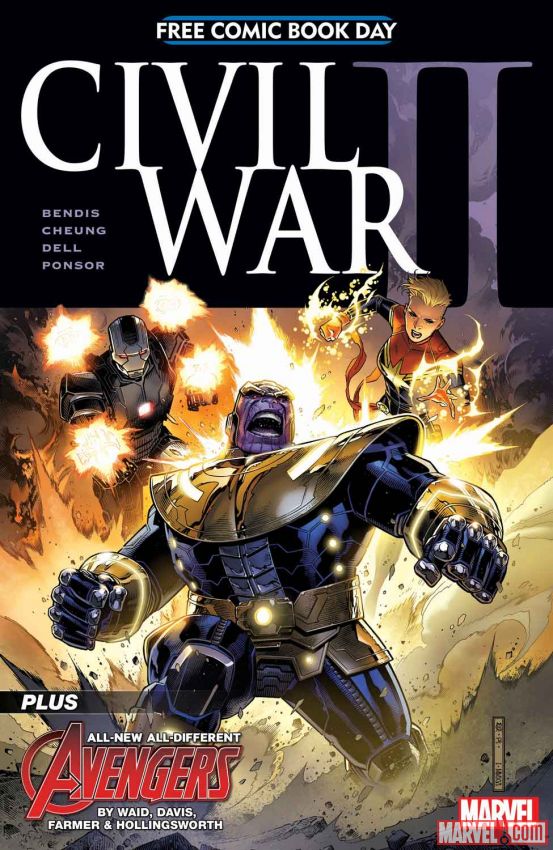 FREE COMIC BOOK DAY
CIVIL
WAR
II
BENDIS
CHEUNG
DELL
PONSOR
PLUS
ALL-NEW ALL-DIFFERENT
AVENGERS
BY WAID, DAVIS,
FARMER & HOLLINGSWORTH
MARVEL
MARVEL.com